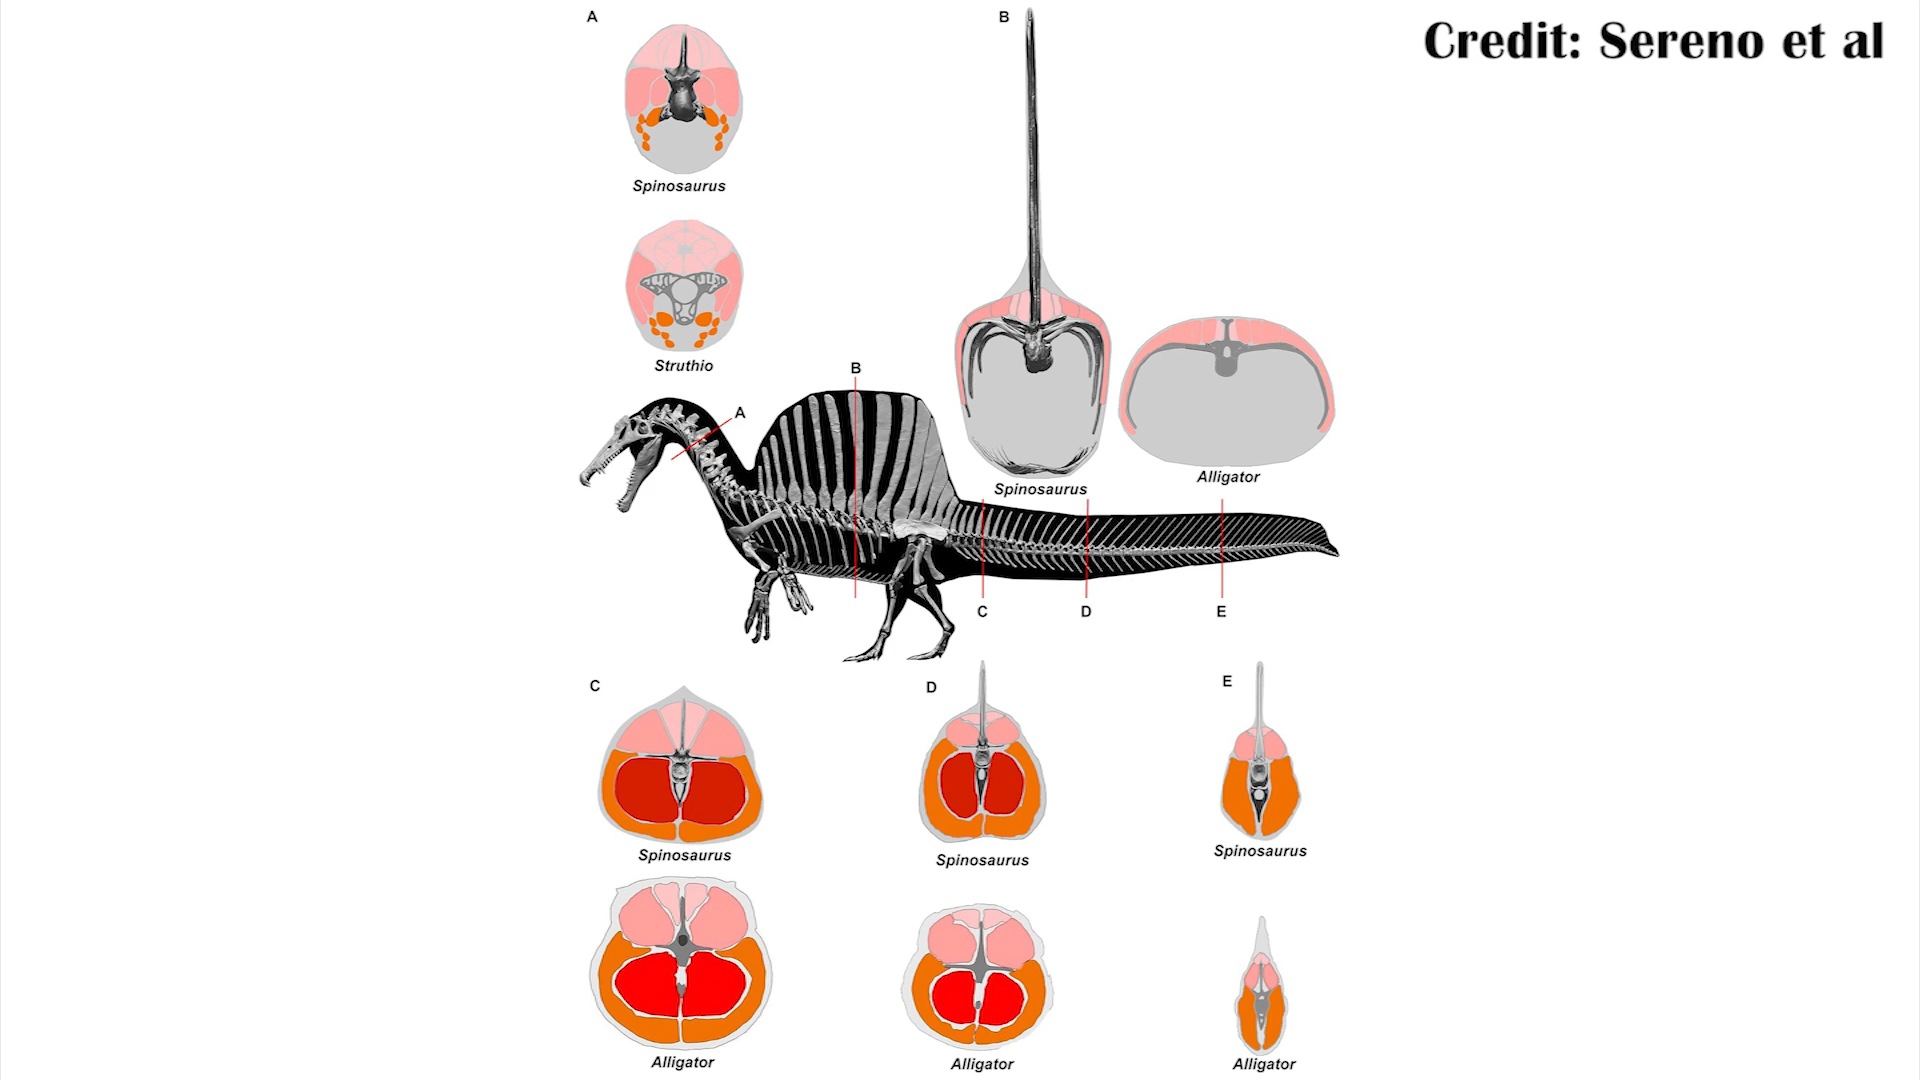 A
B
Credit: Sereno et al
Spinosaurus
Struthio
B
A
Spinosaurus
Alligator
C
D
E
C
D
E
Spinosaurus
Spinosaurus
Spinosaurus
Alligator
Alligator
Alligator